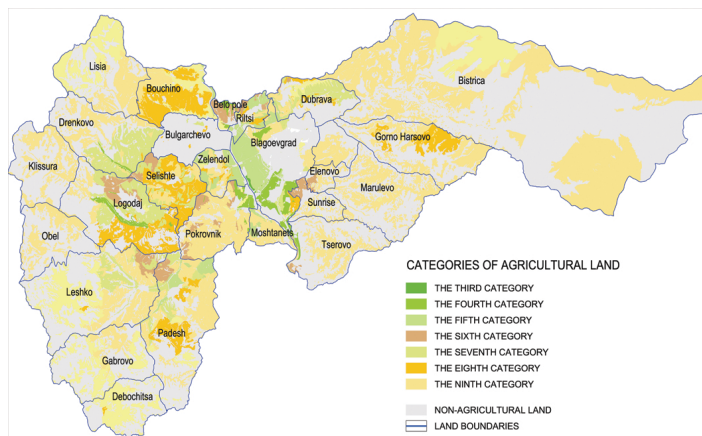 Lisia
Bistrica
Bouchino
Belo pole
Dubrava
Riltsi
Drenkovo
Bulgarchevo
Gorno Harsovo
Blagoevgrad
Klissura
Zelendol
Selishte
Elenovo
Marulevo
Logodaj
Sunrise
Obel
Pokrovnik
Moshtanets
Tserovo
Leshko
Padesh
Gabrovo
Debochitsa
CATEGORIES OF AGRICULTURAL LAND
THE THIRD CATEGORY
THE FOURTH CATEGORY
THE FIFTH CATEGORY
THE SIXTH CATEGORY
THE SEVENTH CATEGORY
THE EIGHTH CATEGORY
THE NINTH CATEGORY
NON-AGRICULTURAL LAND
LAND BOUNDARIES